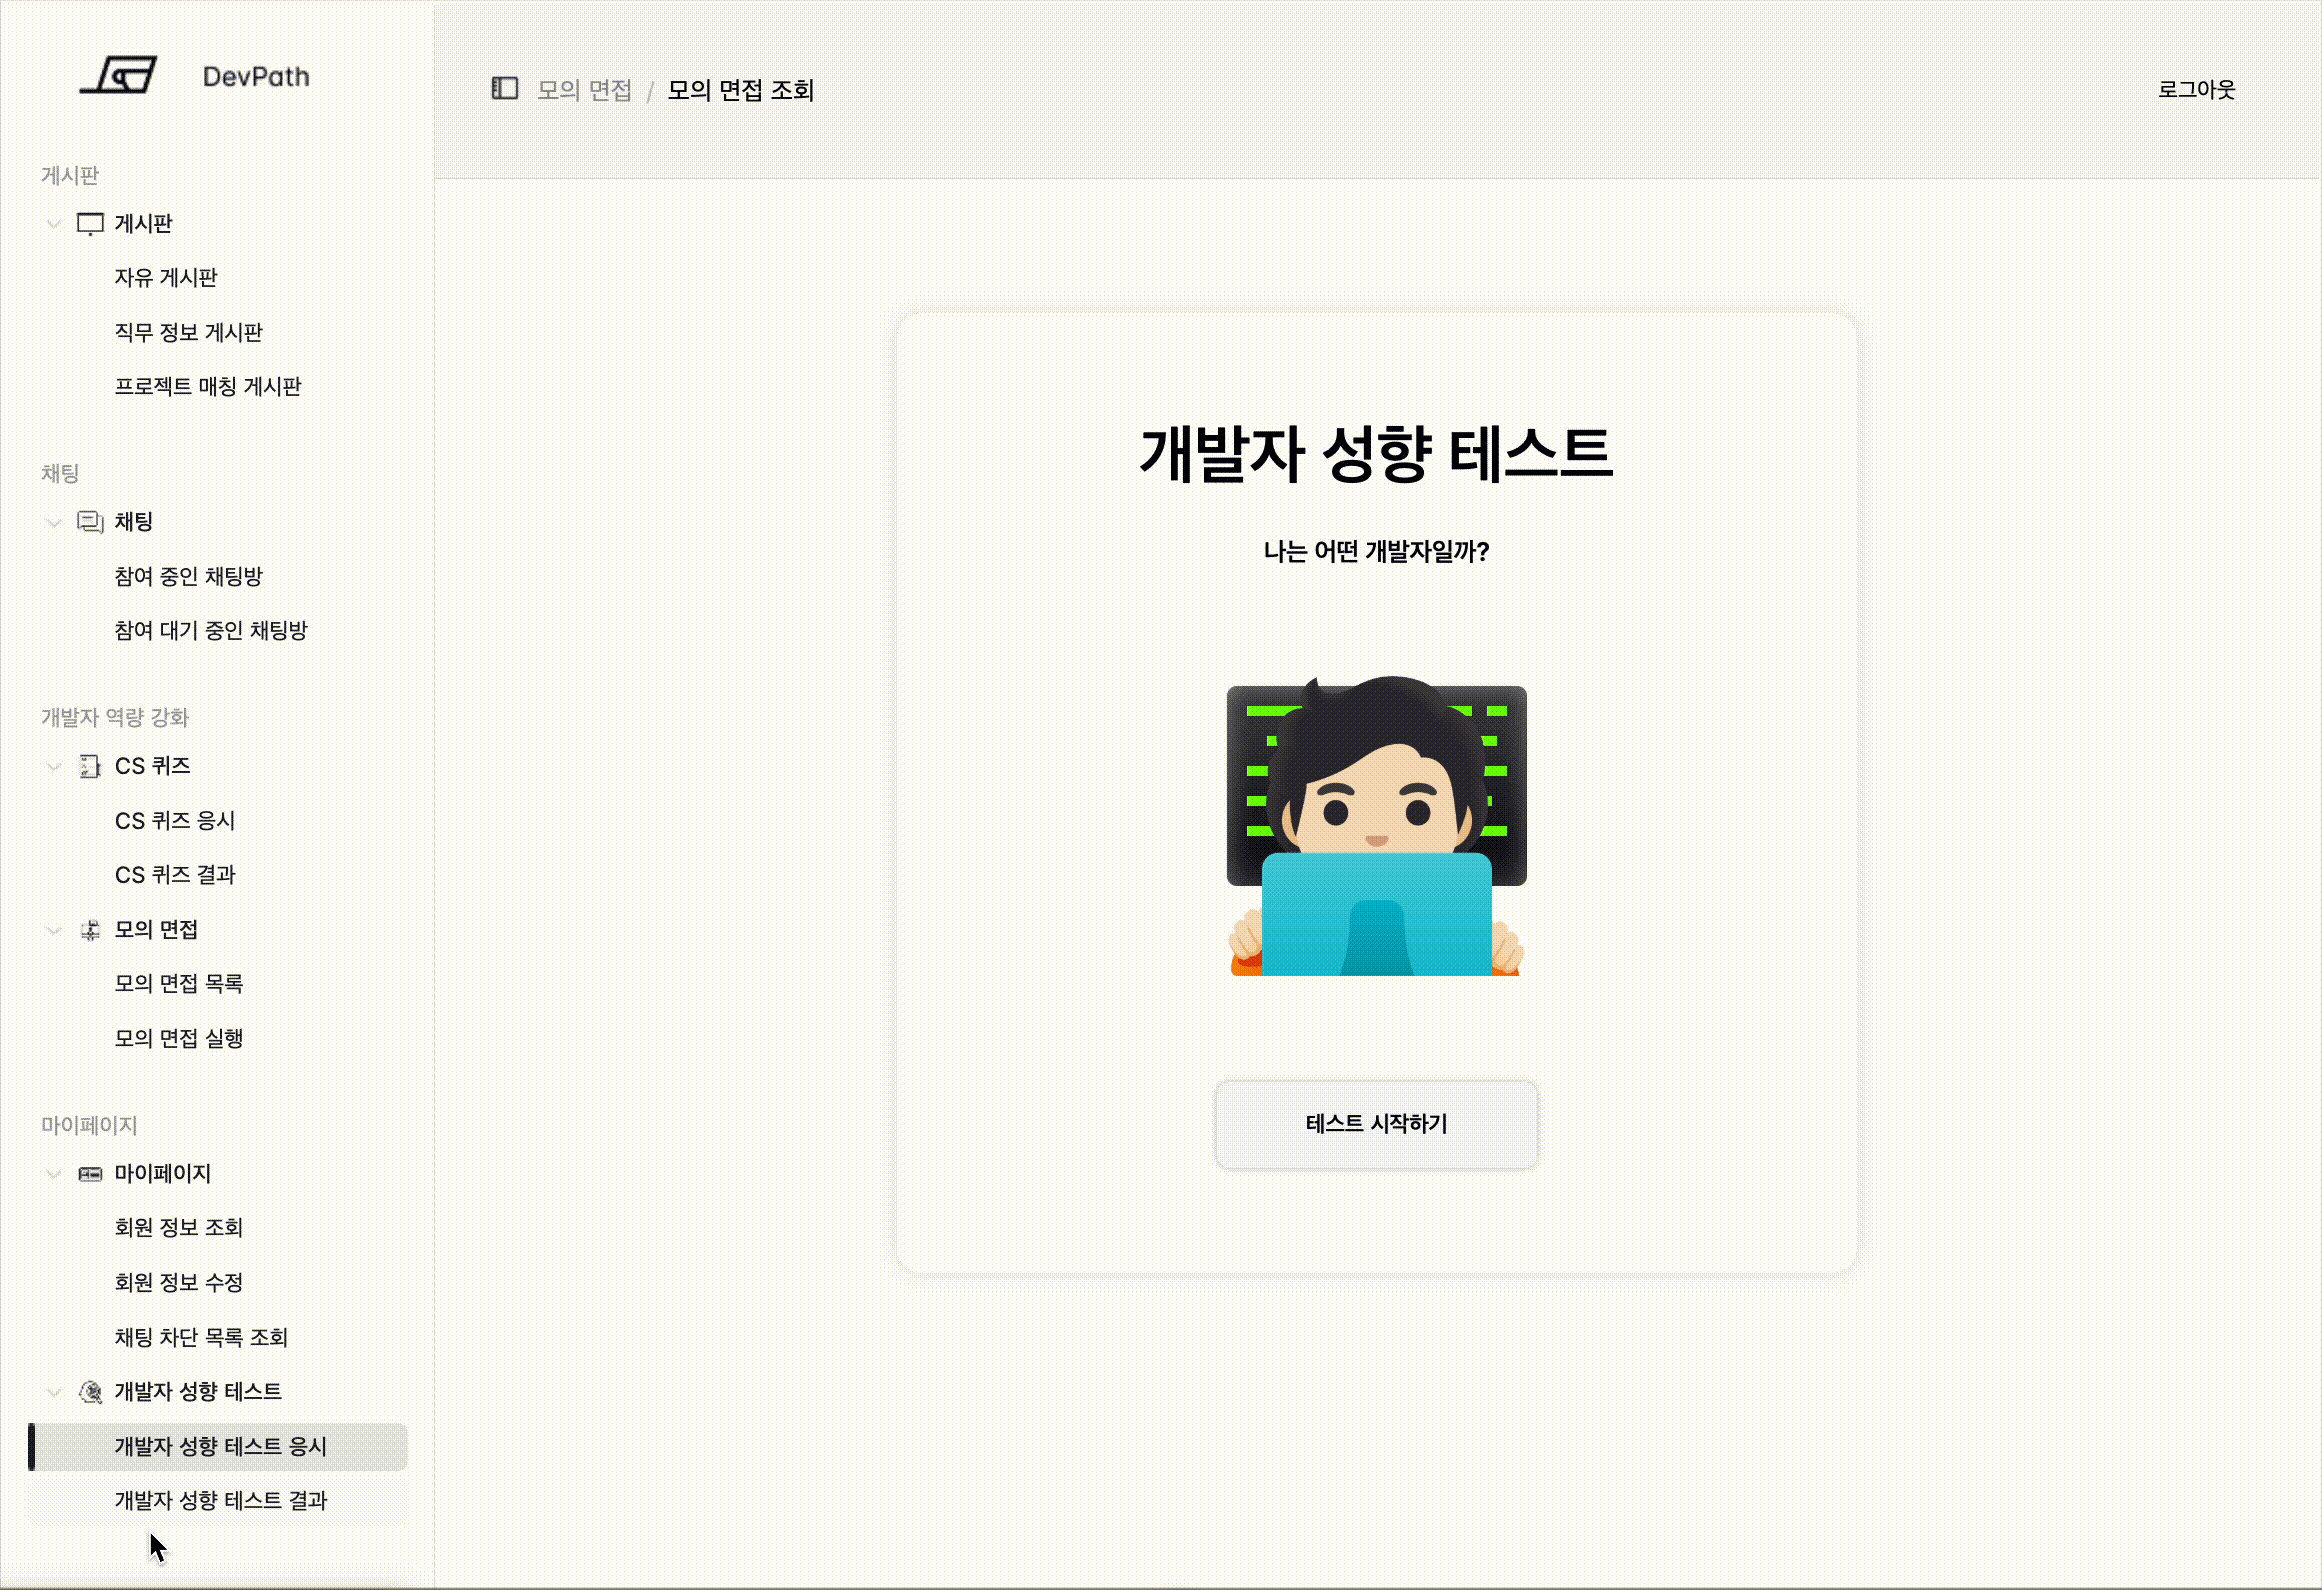 DevPath
게시판
게시판
자유 게시판
직무 정보 게시판
프로젝트 매칭 게시판
채팅
채팅
참여 중인 채팅방
참여 대기 중인 채팅방
개발자 역량 강화
CS 퀴즈
CS 퀴즈 응시
CS 퀴즈 결과
모의 면접
모의 면접 목록
모의 면접 실행
마이페이지
마이페이지
회원 정보 조회
회원 정보 수정
채팅 차단 목록 조회
개발자 성향 테스트
개발자 성향 테스트 응시
개발자 성향 테스트 결과
모의 면접 / 모의 면접 조회
로그아웃
개발자 성향 테스트
나는 어떤 개발자일까?
테스트 시작하기